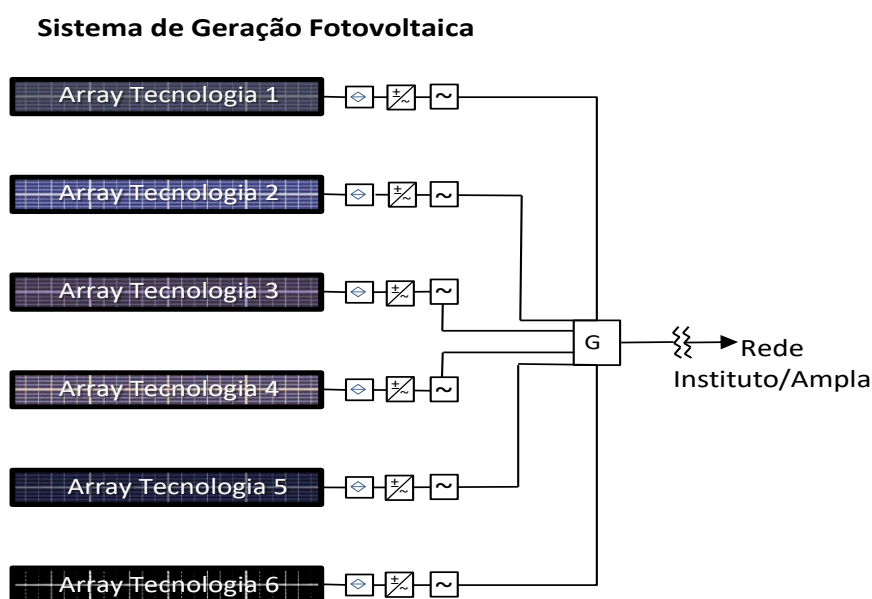 Sistema de Geração Fotovoltaica
Array Tecnologia 1
± ~
~
Array Tecnologia 2
± ~
~
Array Tecnologia 3
± ~
~
G
Rede
Instituto/Ampla
Array Tecnologia 4
± ~
~
Array Tecnologia 5
± ~
~
Array Tecnologia 6
± ~
~